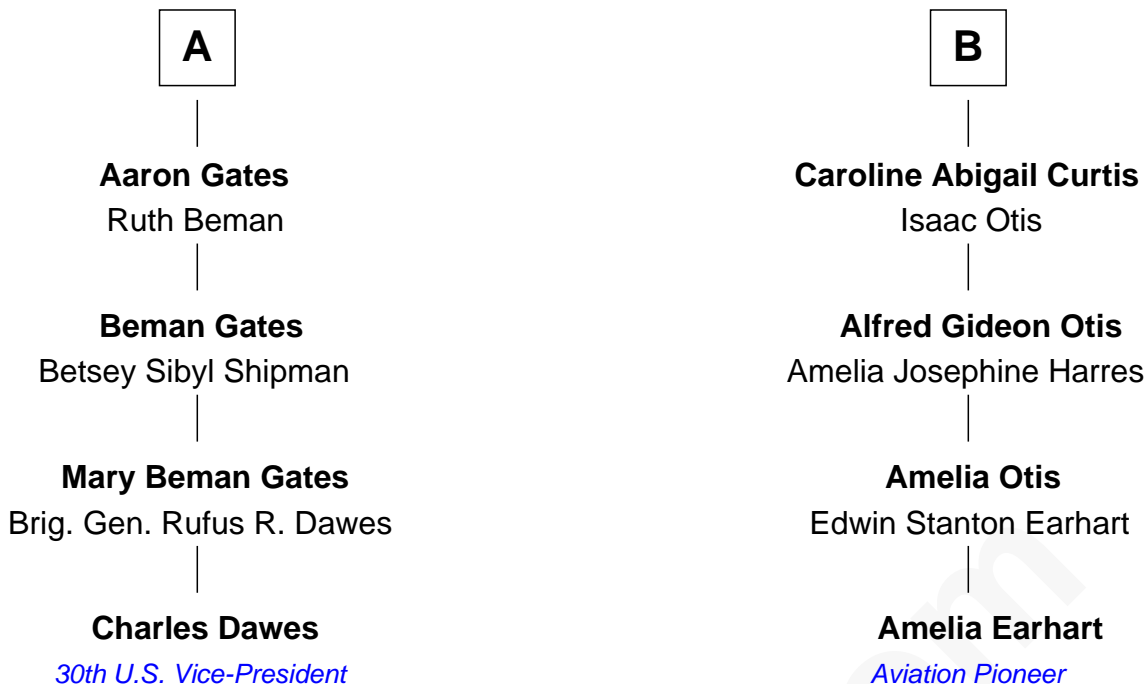 A
Aaron Gates
Ruth Beman
Beman Gates
Betsey Sibyl Shipman
Mary Beman Gates
Brig. Gen. Rufus R. Dawes
Charles Dawes
30th U.S. Vice-President
B
Caroline Abigail Curtis
Isaac Otis
Alfred Gideon Otis
Amelia Josephine Harres
Amelia Otis
Edwin Stanton Earhart
Amelia Earhart
Aviation Pioneer